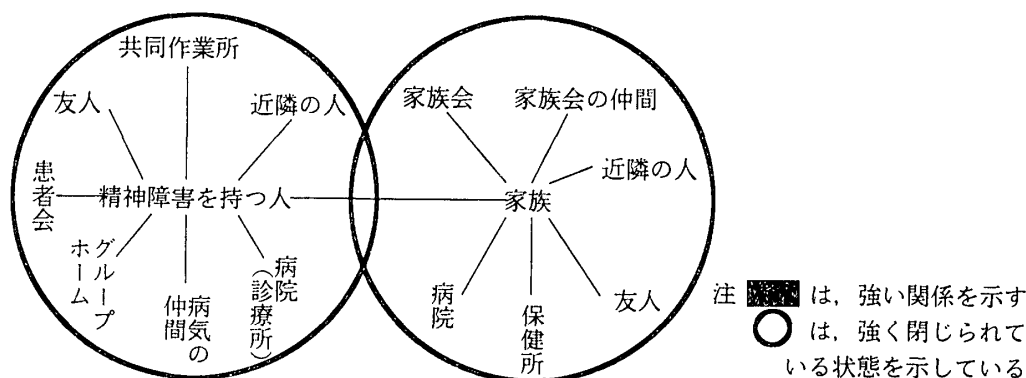 共同作業所
友人
近隣の人
患者会
精神障害を持つ人
グループ
ホーム
病気の
仲間
病院
(診療所)
家族会
家族会の仲間
近隣の人
家族
病院
保健所
友人
注 は，強い関係を示す
は，強く閉じられて
いる状態を示している